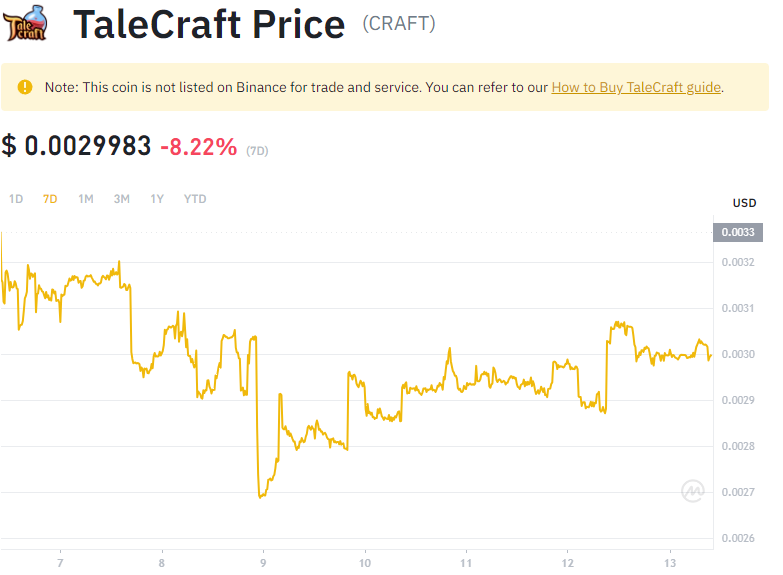 Tale
Craft
TaleCraft Price (CRAFT)
Note: This coin is not listed on Binance for trade and service. You can refer to our How to Buy TaleCraft guide.
$ 0.0029983 -8.22% (7D)
1D 7D 1M 3M 1Y YTD
USD
0.0033
0.0032
0.0031
0.0030
0.0029
0.0028
0.0027
0.0026
7 8 9 10 11 12 13